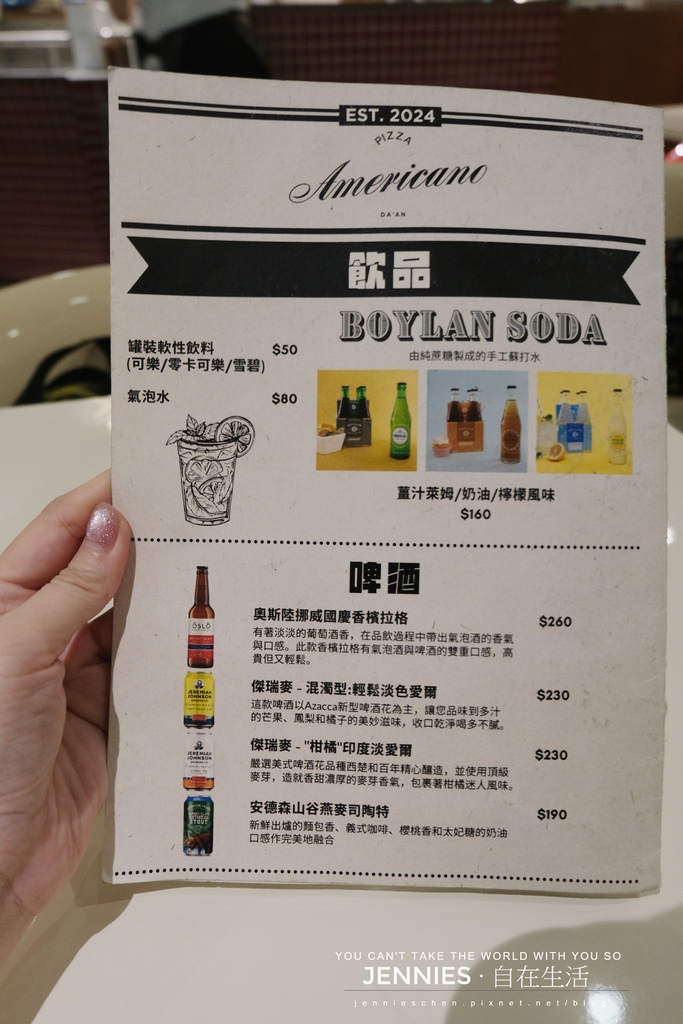 EST. 2024
PIZZA
Americano
DA'AN
飲品
罐裝軟性飲料 $50
(可樂/零卡可樂/雪碧)
氣泡水 $80
BOYLAN SODA
由純蔗糖製成的手工蘇打水
薑汁萊姆/奶油/檸檬風味
$160
啤酒
奧斯陸挪威國慶香檳拉格 $260
有著淡淡的葡萄酒香，在品飲過程中帶出氣泡酒的香氣
與口感。此款香檳拉格有氣泡酒與啤酒的雙重口感，高
貴但又輕鬆。
傑瑞麥 - 混濁型:輕鬆淡色愛爾 $230
這款啤酒以Azacca新型啤酒花為主，讓您品味到多汁
的芒果、鳳梨和橘子的美妙滋味，收口乾淨喝多不膩。
傑瑞麥 - "柑橘"印度淡愛爾 $230
嚴選美式啤酒花品種西楚和百年精心釀造，並使用頂級
麥芽，造就香甜濃厚的麥芽香氣，包裹著柑橘迷人風味。
安德森山谷燕麥司陶特 $190
新鮮出爐的麵包香、義式咖啡、櫻桃香和太妃糖的奶油
口感作完美地融合
ÖSLO
JEREMIAH
JOHNSON
JEREMIAH
JOHNSON
OATMEAL
STOUT
YOU CAN'T TAKE THE WORLD WITH YOU SO
JENNIES · 自在生活
jennieschen.pixnet.net/blog